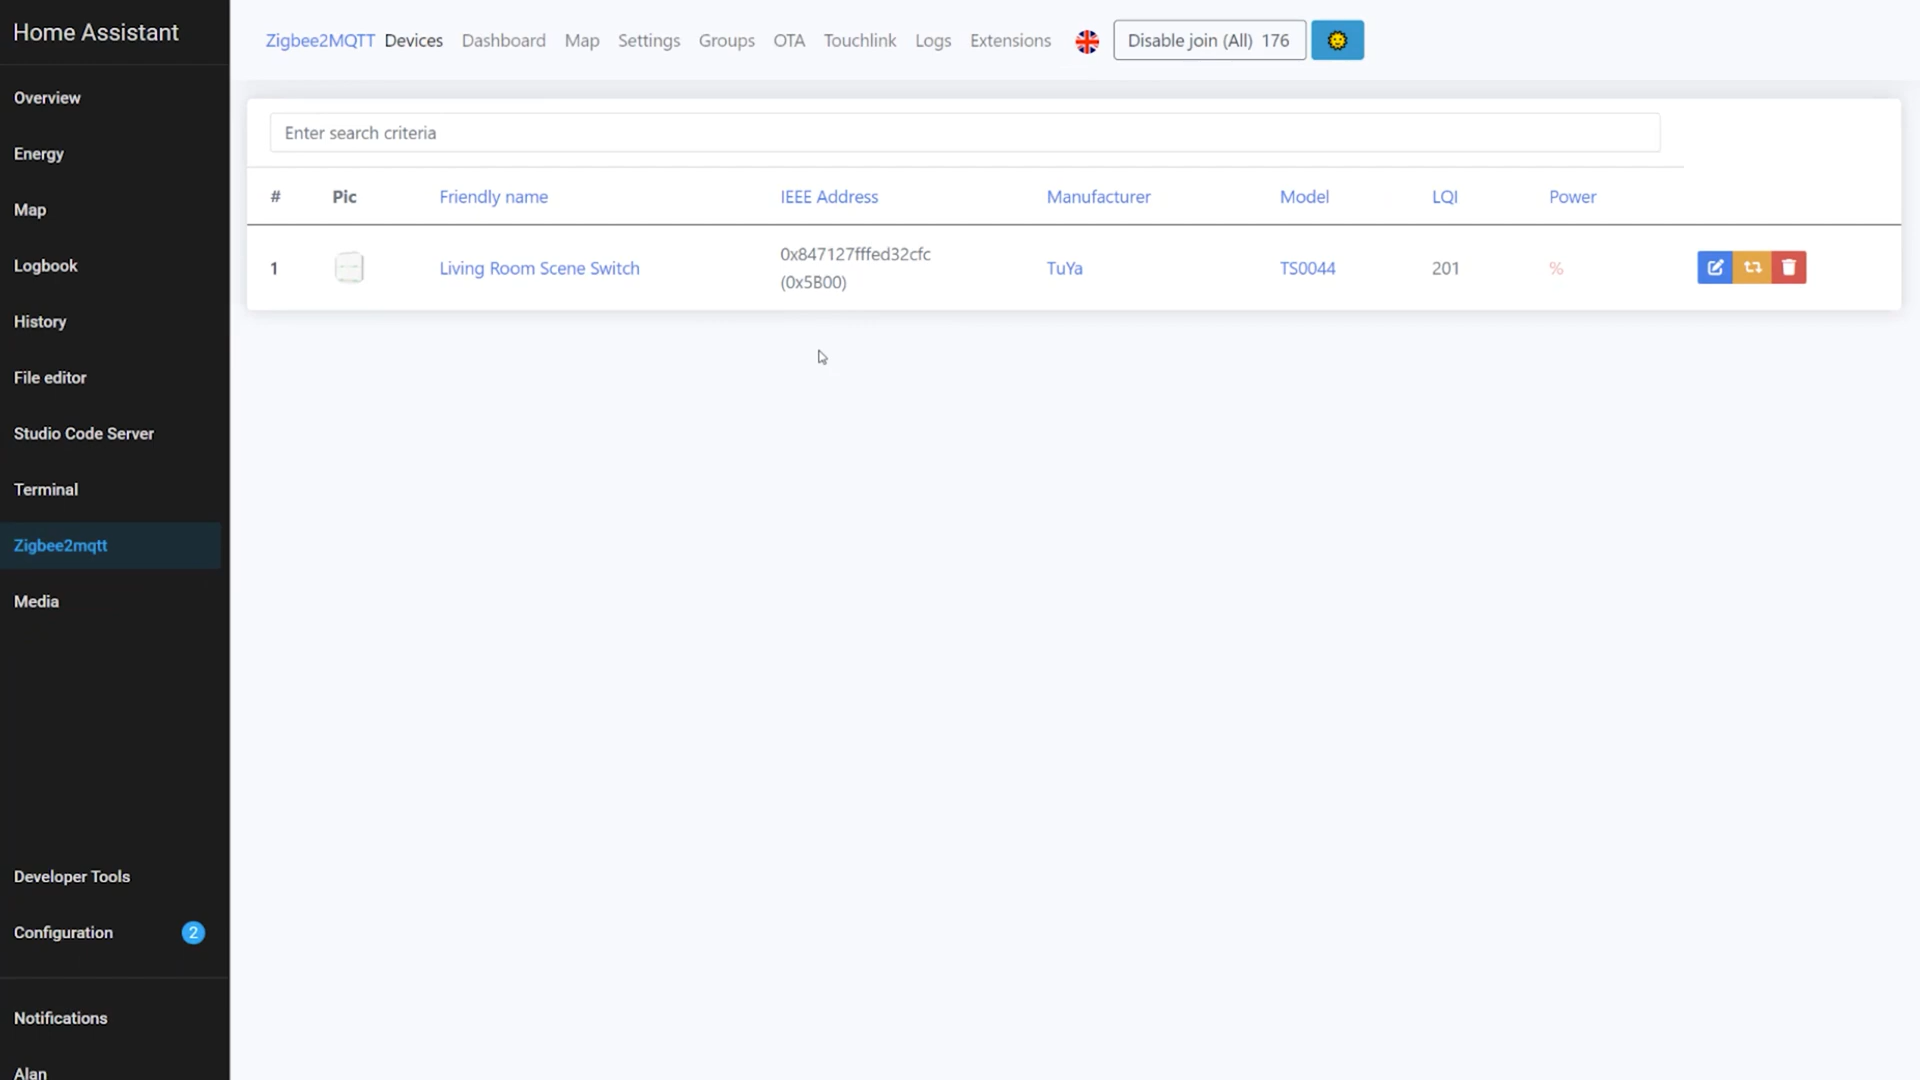 Home Assistant
Overview
Energy
Map
Logbook
History
File editor
Studio Code Server
Terminal
Zigbee2mqtt
Media
Developer Tools
Configuration 2
Notifications
Alan
Zigbee2MQTT Devices Dashboard Map Settings Groups OTA Touchlink Logs Extensions Disable join (All) 176
Enter search criteria
# Pic Friendly name IEEE Address Manufacturer Model LQI Power
1 Living Room Scene Switch 0x847127fffed32cfc TuYa TS0044 201 %
(0x5B00)